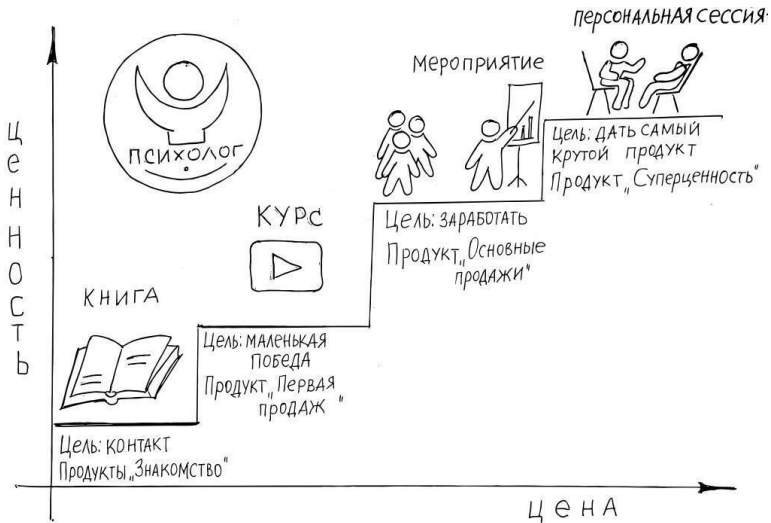 ПЕРСОНАЛЬНАЯ СЕССИЯ
МЕРОПРИЯТИЕ
ЦЕННОСТЬ
ПСИХОЛОГ
Цель: ДАТЬ САМЫЙ
КРУТОЙ ПРОДУКТ
Продукт „Суперценность"
КУРС
Цель: ЗАРАБОТАТЬ
Продукт „Основные
продажи"
КНИГА
Цель: МАЛЕНЬКАЯ
ПОБЕДА
Продукт „Первая
продаж "
Цель: КОНТАКТ
Продукты „Знакомство"
ЦЕНА